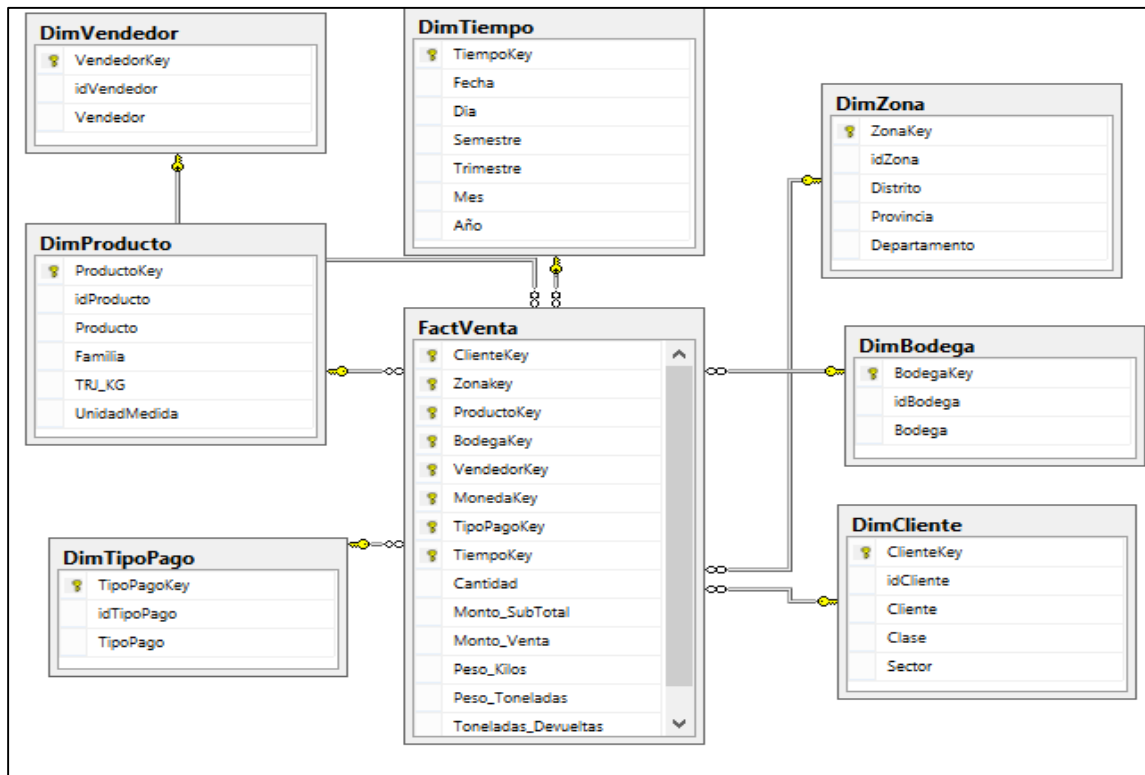 DimVendedor
VendedorKey
idVendedor
Vendedor
DimTiempo
TiempoKey
Fecha
Dia
Semestre
Trimestre
Mes
Año
DimZona
ZonaKey
idZona
Distrito
Provincia
Departamento
DimProducto
ProductoKey
idProducto
Producto
Familia
TRJ_KG
UnidadMedida
FactVenta
ClienteKey
Zonakey
ProductoKey
BodegaKey
VendedorKey
MonedaKey
TipoPagoKey
TiempoKey
Cantidad
Monto_SubTotal
Monto_Venta
Peso_Kilos
Peso_Toneladas
Toneladas_Devueltas
DimBodega
BodegaKey
idBodega
Bodega
DimTipoPago
TipoPagoKey
idTipoPago
TipoPago
DimCliente
ClienteKey
idCliente
Cliente
Clase
Sector